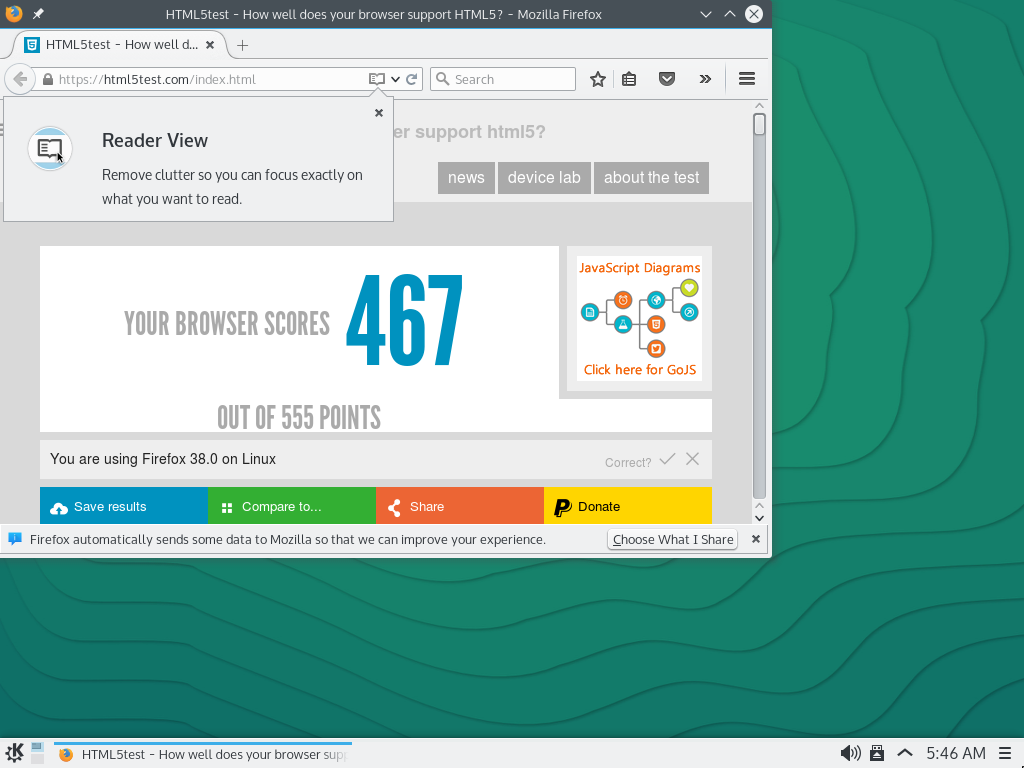 HTML5test - How well does your browser support HTML5? - Mozilla Firefox
HTML5test - How well d...
https://html5test.com/index.html
Search
er support html5?
Reader View
Remove clutter so you can focus exactly on
what you want to read.
news
device lab
about the test
YOUR BROWSER SCORES
467
OUT OF 555 POINTS
JavaScript Diagrams
Click here for GoJS
You are using Firefox 38.0 on Linux
Correct?
Save results
Compare to...
Share
Donate
Firefox automatically sends some data to Mozilla so that we can improve your experience.
Choose What I Share
HTML5test - How well does your browser sup
5:46 AM